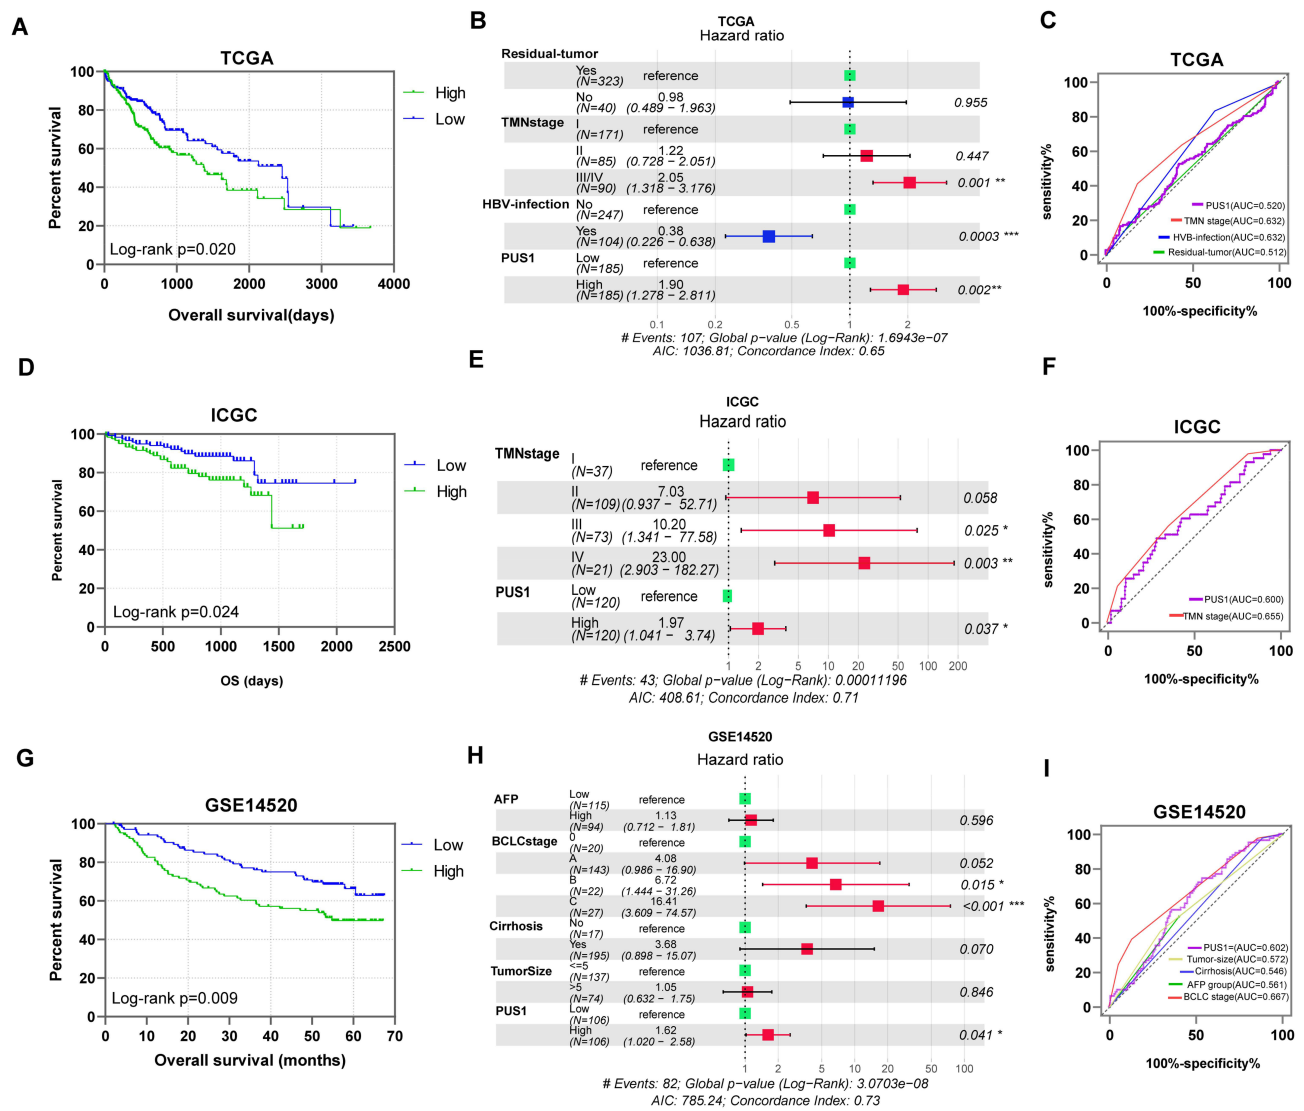 A
TCGA
Percent survival
100
80
60
40
20
0
Log-rank p=0.020
0 1000 2000 3000 4000
Overall survival(days)
High
Low
B
TCGA
Hazard ratio
Residual-tumor
Yes
(N=323) reference
No
(N=40) 0.98
(0.489 − 1.963) 0.955
TMNstage
I
(N=171) reference
II
(N=85) 1.22
(0.728 − 2.051) 0.447
III/IV
(N=90) 2.05
(1.318 − 3.176) 0.001 **
HBV-infection
No
(N=247) reference
Yes
(N=104) 0.38
(0.226 − 0.638) 0.0003 ***
PUS1
Low
(N=185) reference
High
(N=185) 1.90
(1.278 − 2.811) 0.002**
0.1 0.2 0.5 1 2
# Events: 107; Global p−value (Log−Rank): 1.6943e−07
AIC: 1036.81; Concordance Index: 0.65
C
TCGA
sensitivity%
100
80
60
40
20
0
PUS1(AUC=0.520)
TMN stage(AUC=0.632)
HVB-infection(AUC=0.632)
Residual-tumor(AUC=0.512)
0 50 100
100%-specificity%
D
ICGC
Percent survival
100
80
60
40
20
0
Log-rank p=0.024
0 500 1000 1500 2000 2500
OS (days)
Low
High
E
ICGC
Hazard ratio
TMNstage
I
(N=37) reference
II
(N=109) 7.03
(0.937 − 52.71) 0.058
III
(N=73) 10.20
(1.341 − 77.58) 0.025 *
IV
(N=21) 23.00
(2.903 − 182.27) 0.003 **
PUS1
Low
(N=120) reference
High
(N=120) 1.97
(1.041 − 3.74) 0.037 *
1 2 5 10 20 50 100 200
# Events: 43; Global p−value (Log−Rank): 0.00011196
AIC: 408.61; Concordance Index: 0.71
F
ICGC
sensitivity%
100
80
60
40
20
0
PUS1(AUC=0.600)
TMN stage(AUC=0.655)
0 50 100
100%-specificity%
G
GSE14520
Percent survival
100
80
60
40
20
0
Log-rank p=0.009
0 10 20 30 40 50 60 70
Overall survival (months)
Low
High
H
GSE14520
Hazard ratio
AFP
Low
(N=115) reference
High
(N=94) 1.13
(0.712 − 1.81) 0.596
BCLCstage
0
(N=20) reference
A
(N=143) 4.08
(0.986 − 16.90) 0.052
B
(N=22) 6.72
(1.444 − 31.26) 0.015 *
C
(N=27) 16.41
(3.609 − 74.57) <0.001 ***
Cirrhosis
No
(N=17) reference
Yes
(N=195) 3.68
(0.898 − 15.07) 0.070
TumorSize
<=5
(N=137) reference
>5
(N=74) 1.05
(0.632 − 1.75) 0.846
PUS1
Low
(N=106) reference
High
(N=106) 1.62
(1.020 − 2.58) 0.041 *
1 2 5 10 20 50 100
# Events: 82; Global p−value (Log−Rank): 3.0703e−08
AIC: 785.24; Concordance Index: 0.73
I
GSE14520
sensitivity%
100
80
60
40
20
0
PUS1=(AUC=0.602)
Tumor-size(AUC=0.572)
Cirrhosis(AUC=0.546)
AFP group(AUC=0.561)
BCLC stage(AUC=0.667)
0 50 100
100%-specificity%